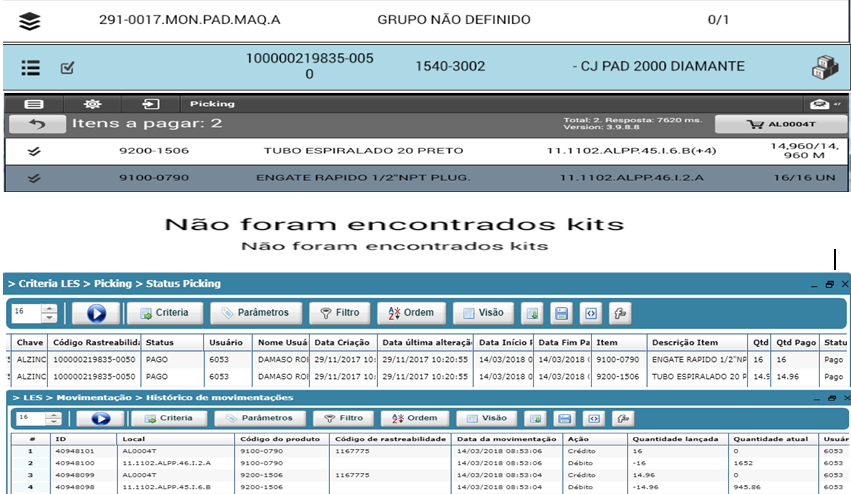 291-0017.MON.PAD.MAQ.A GRUPO NÃO DEFINIDO 0/1
100000219835-005
0 1540-3002 - CJ PAD 2000 DIAMANTE
Picking 47
Itens a pagar: 2 Total: 2. Resposta: 7620 ms.
Version: 3.9.8.8 AL0004T
9200-1506 TUBO ESPIRALADO 20 PRETO 11.1102.ALPP.45.I.6.B(+4) 14,960/14,
960 M
9100-0790 ENGATE RAPIDO 1/2"NPT PLUG. 11.1102.ALPP.46.I.2.A 16/16 UN
Não foram encontrados kits
Não foram encontrados kits
> Criteria LES > Picking > Status Picking
16 Criteria Parâmetros Filtro Ordem Visão
Chave Código Rastreabilida Status Usuário Nome Usuá Data Criação Data última alteração Data Início P Data Fim Pa Item Descrição Item Qtd Qtd Pago Statu
ALZINC 100000219835-0050 PAGO 6053 DAMASO ROI 29/11/2017 10: 29/11/2017 10:20:55 14/03/2018 0 14/03/2018 ( 9100-0790 ENGATE RAPIDO 1/2"NP 16 16 Pago
ALZINC 100000219835-0050 PAGO 6053 DAMASO ROI 29/11/2017 10: 29/11/2017 10:20:55 14/03/2018 0 14/03/2018 ( 9200-1506 TUBO ESPIRALADO 20 P 14.9 14.96 Pago
> LES > Movimentação > Histórico de movimentações
16 Criteria Parâmetros Filtro Ordem Visão
# ID Local Código do produto Código de rastreabilidade Data da movimentação Ação Quantidade lançada Quantidade atual Usuár
1 40948101 AL0004T 9100-0790 1167775 14/03/2018 08:53:06 Crédito 16 0 6053
2 40948100 11.1102.ALPP.46.I.2.A 9100-0790 14/03/2018 08:53:06 Débito -16 1652 6053
3 40948099 AL0004T 9200-1506 1167775 14/03/2018 08:53:04 Crédito 14.96 0 6053
4 40948098 11.1102.ALPP.45.I.6.B 9200-1506 14/03/2018 08:53:04 Débito -14.96 945.86 6053